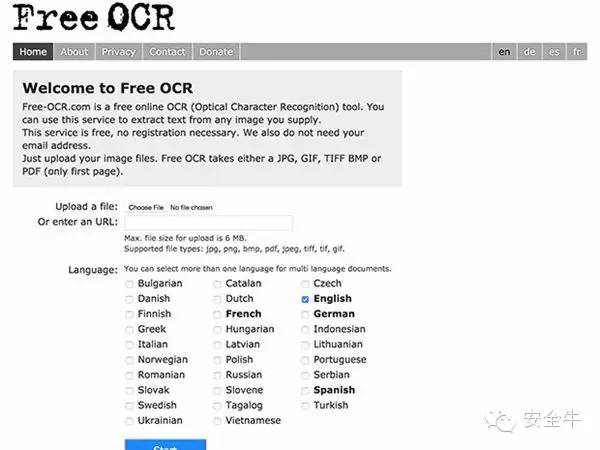 Free OCR
Home About Privacy Contact Donate en de es fr
Welcome to Free OCR
Free-OCR.com is a free online OCR (Optical Character Recognition) tool. You
can use this service to extract text from any image you supply.
This service is free, no registration necessary. We also do not need your
email address.
Just upload your image files. Free OCR takes either a JPG, GIF, TIFF BMP or
PDF (only first page).
Upload a file: Choose File No file chosen
Or enter an URL:
Max. file size for upload is 6 MB.
Supported file types: jpg, png, bmp, pdf, jpeg, tiff, tif, gif.
Language: You can select more than one language for multi language documents.
Bulgarian Catalan Czech
Danish Dutch English
Finnish French German
Greek Hungarian Indonesian
Italian Latvian Lithuanian
Norwegian Polish Portuguese
Romanian Russian Serbian
Slovak Slovene Spanish
Swedish Tagalog Turkish
Ukrainian Vietnamese
Start
安全牛